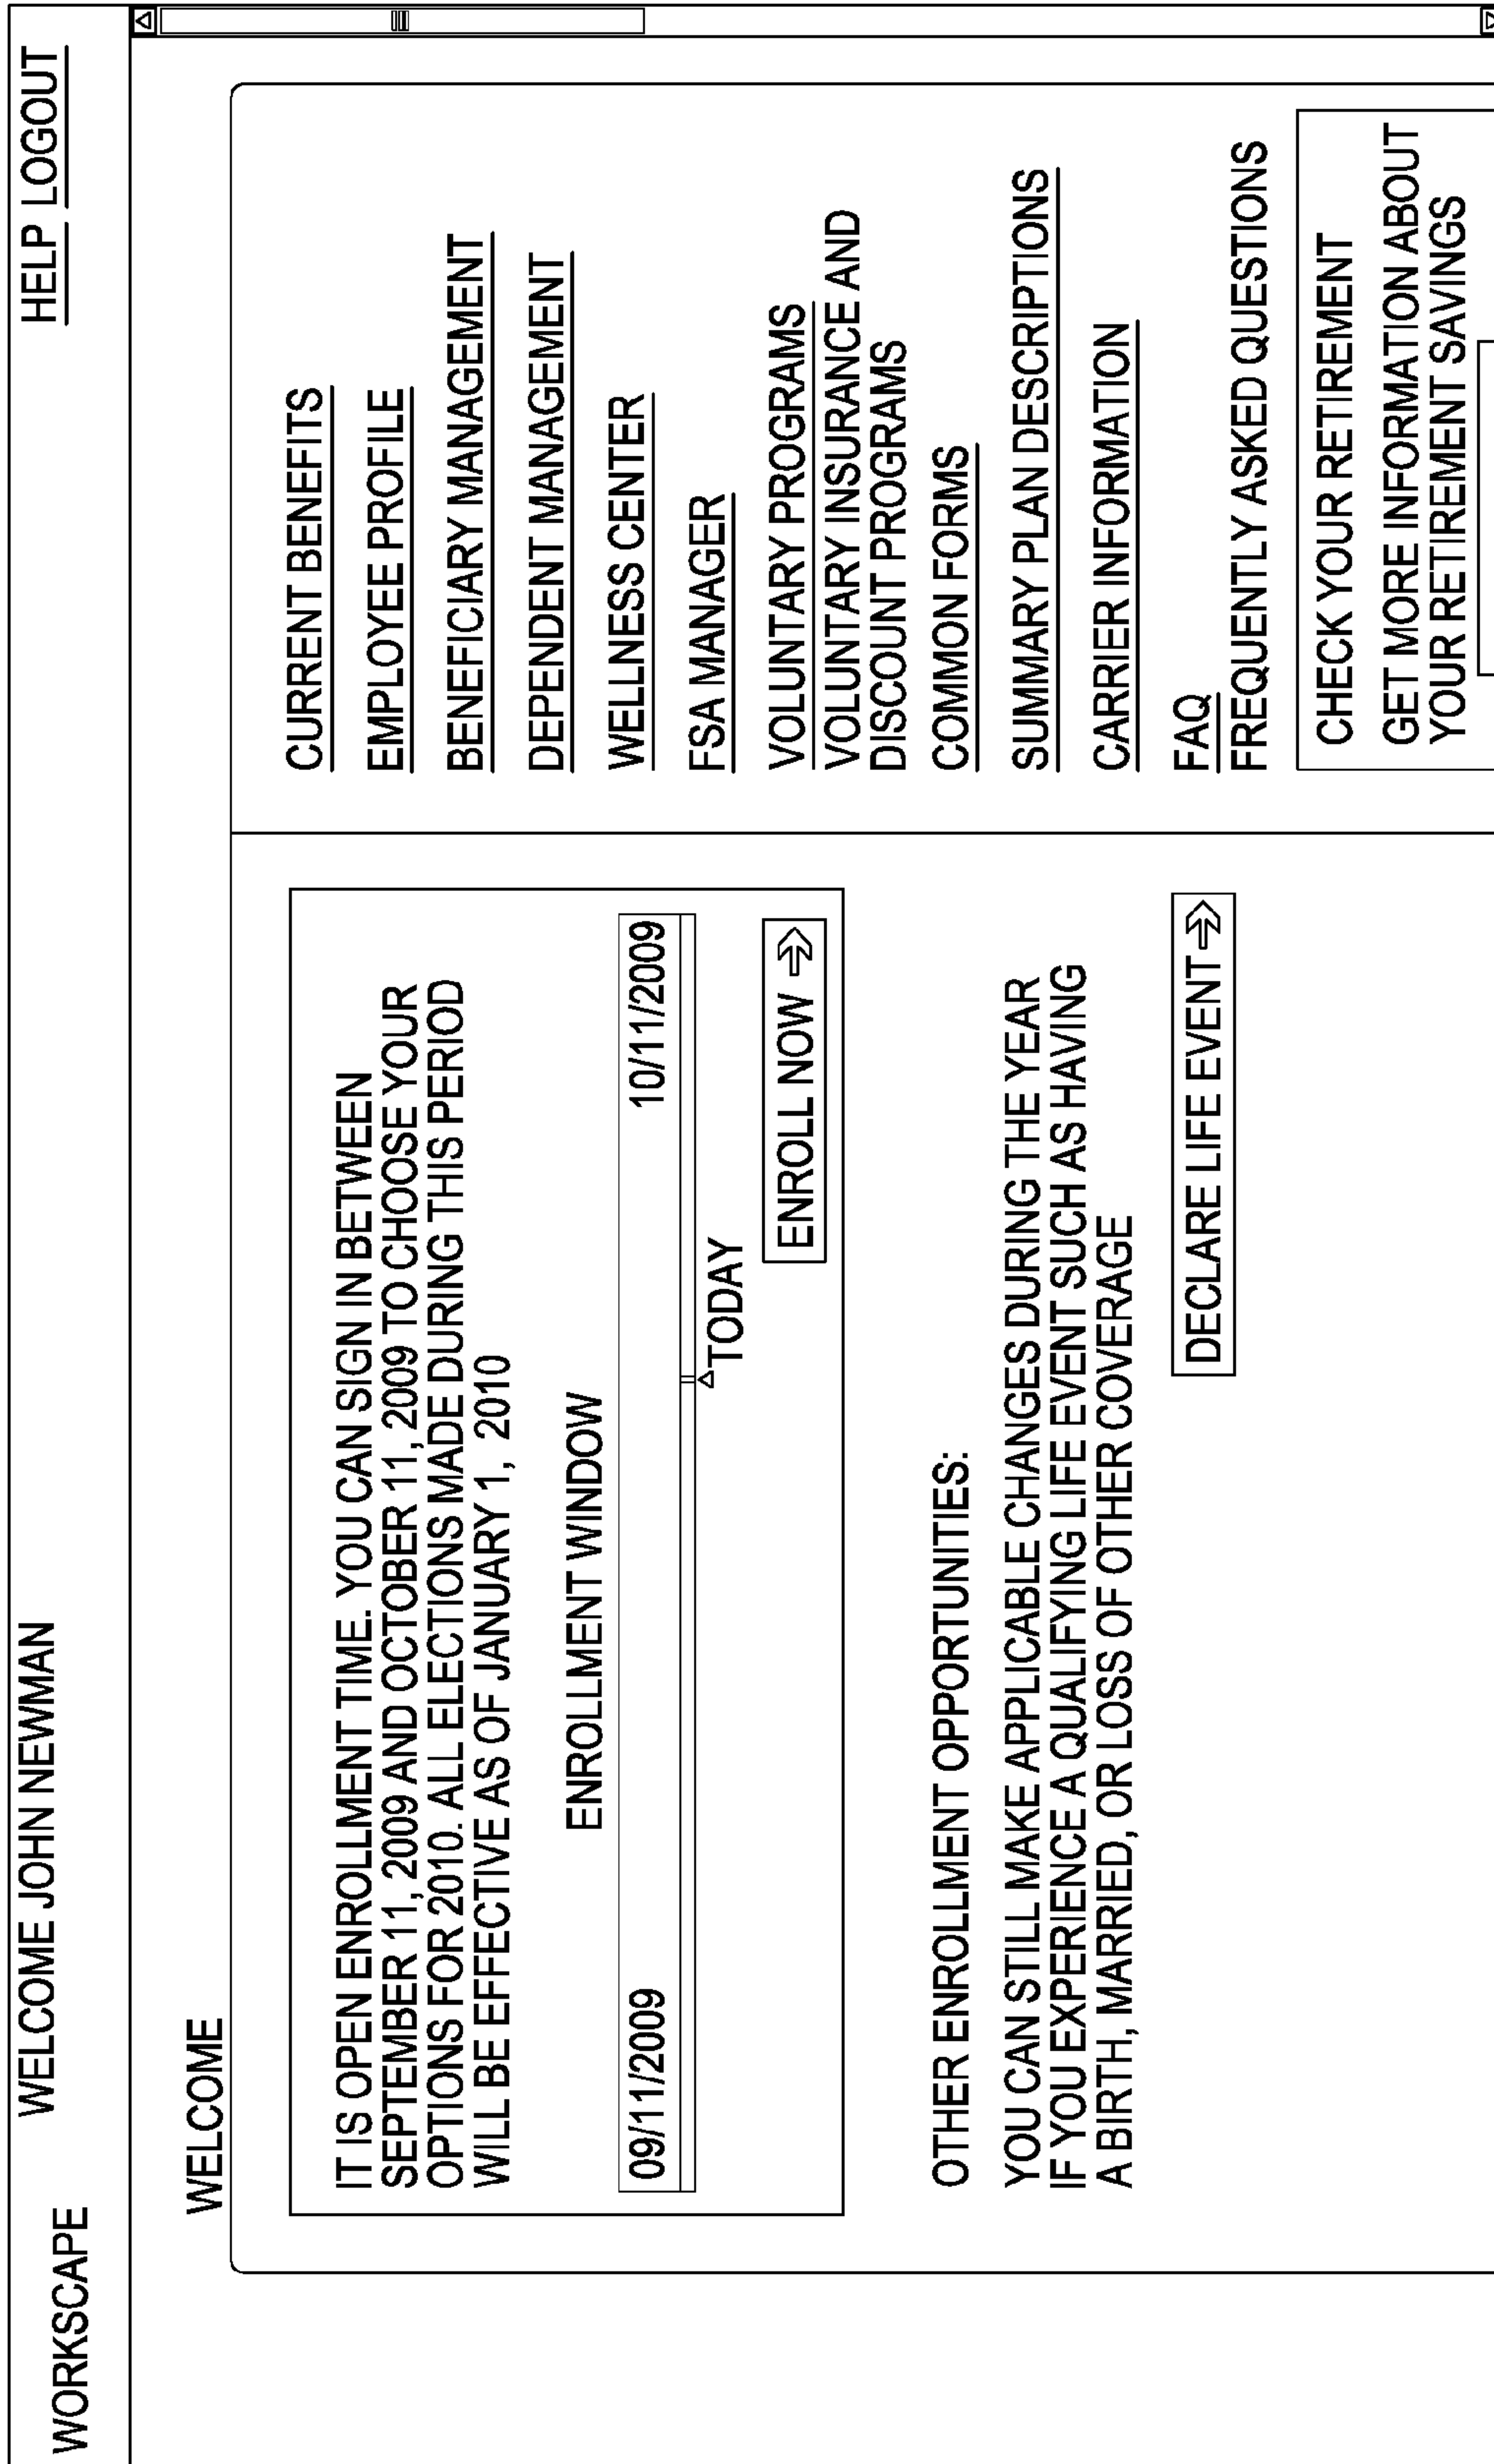 WORKSCAPE
WELCOME JOHN NEWMAN
HELP LOGOUT
WELCOME
IT IS OPEN ENROLLMENT TIME. YOU CAN SIGN IN BETWEEN
SEPTEMBER 11, 2009 AND OCTOBER 11, 2009 TO CHOOSE YOUR
OPTIONS FOR 2010. ALL ELECTIONS MADE DURING THIS PERIOD
WILL BE EFFECTIVE AS OF JANUARY 1, 2010
ENROLLMENT WINDOW
09/11/2009
10/11/2009
TODAY
ENROLL NOW
OTHER ENROLLMENT OPPORTUNITIES:
YOU CAN STILL MAKE APPLICABLE CHANGES DURING THE YEAR
IF YOU EXPERIENCE A QUALIFYING LIFE EVENT SUCH AS HAVING
A BIRTH, MARRIED, OR LOSS OF OTHER COVERAGE
DECLARE LIFE EVENT
CURRENT BENEFITS
EMPLOYEE PROFILE
BENEFICIARY MANAGEMENT
DEPENDENT MANAGEMENT
WELLNESS CENTER
FSA MANAGER
VOLUNTARY PROGRAMS
VOLUNTARY INSURANCE AND
DISCOUNT PROGRAMS
COMMON FORMS
SUMMARY PLAN DESCRIPTIONS
CARRIER INFORMATION
FAQ
FREQUENTLY ASKED QUESTIONS
CHECK YOUR RETIREMENT
GET MORE INFORMATION ABOUT
YOUR RETIREMENT SAVINGS